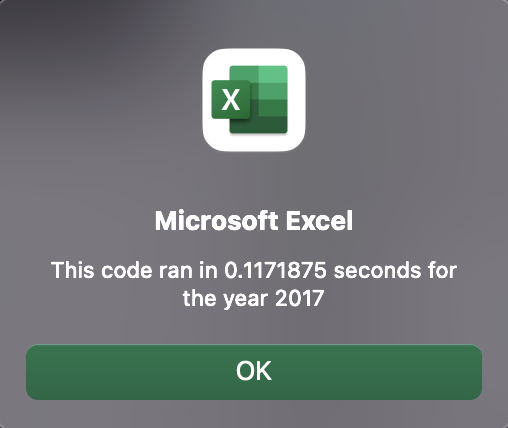 X
Microsoft Excel
This code ran in 0.1171875 seconds for
the year 2017
OK